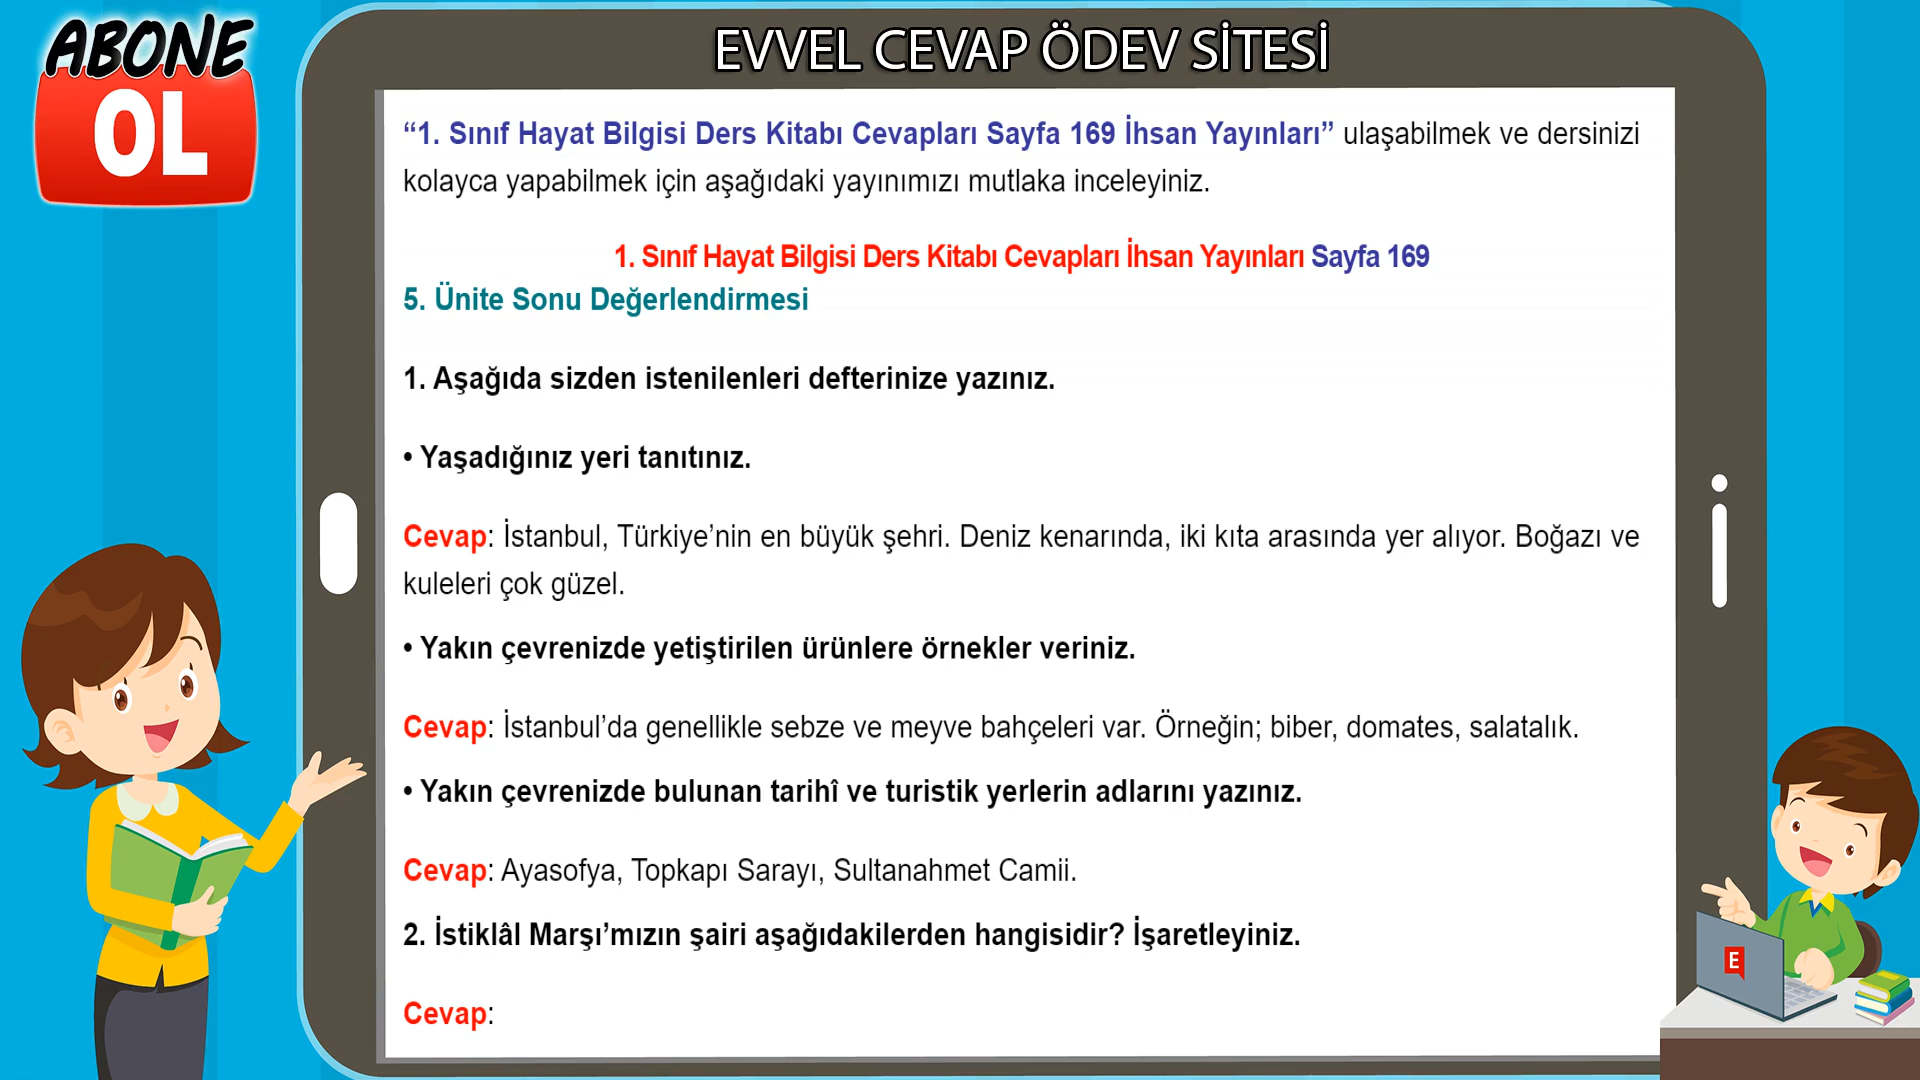 ABONE
OL
EVVEL CEVAP ÖDEV SİTESİ
“1. Sınıf Hayat Bilgisi Ders Kitabı Cevapları Sayfa 169 İhsan Yayınları” ulaşabilmek ve dersinizi
kolayca yapabilmek için aşağıdaki yayınımızı mutlaka inceleyiniz.
1. Sınıf Hayat Bilgisi Ders Kitabı Cevapları İhsan Yayınları Sayfa 169
5. Ünite Sonu Değerlendirmesi
1. Aşağıda sizden istenilenleri defterinize yazınız.
• Yaşadığınız yeri tanıtınız.
Cevap: İstanbul, Türkiye’nin en büyük şehri. Deniz kenarında, iki kıta arasında yer alıyor. Boğazı ve
kuleleri çok güzel.
• Yakın çevrenizde yetiştirilen ürünlere örnekler veriniz.
Cevap: İstanbul’da genellikle sebze ve meyve bahçeleri var. Örneğin; biber, domates, salatalık.
• Yakın çevrenizde bulunan tarihî ve turistik yerlerin adlarını yazınız.
Cevap: Ayasofya, Topkapı Sarayı, Sultanahmet Camii.
2. İstiklâl Marşı’mızın şairi aşağıdakilerden hangisidir? İşaretleyiniz.
Cevap:
E